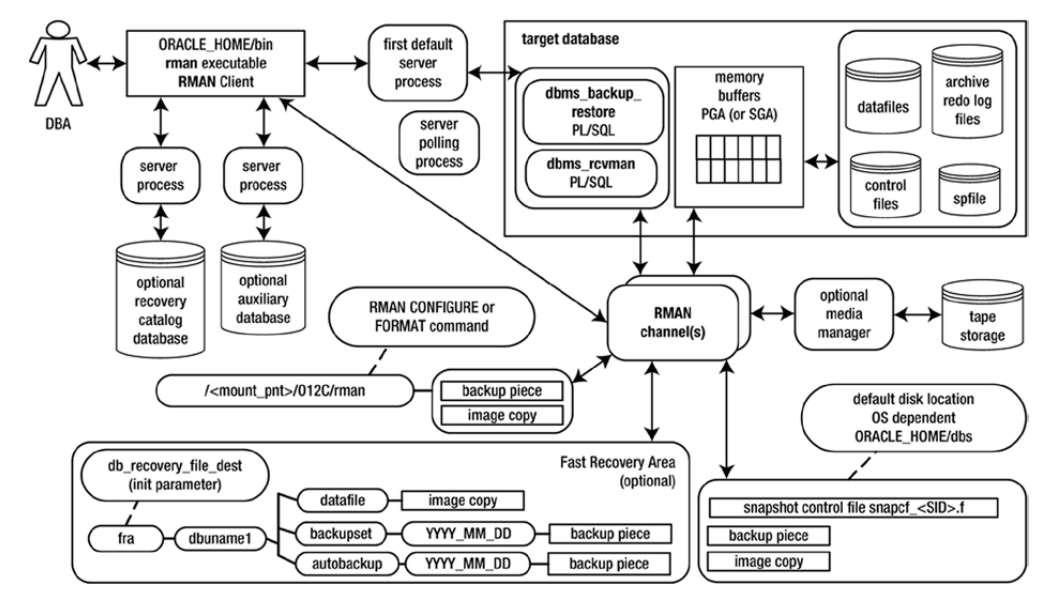 DBA
ORACLE_HOME/bin
rman executable
RMAN Client
first default
server
process
server
polling
process
server
process
server
process
optional
recovery
catalog
database
optional
auxiliary
database
target database
dbms_backup_
restore
PL/SQL
dbms_rcvman
PL/SQL
memory
buffers
PGA (or SGA)
datafiles
archive
redo log
files
control
files
spfile
RMAN
channel(s)
optional
media
manager
tape
storage
RMAN CONFIGURE or
FORMAT command
/<mount_pnt>/012C/rman
backup piece
image copy
default disk location
OS dependent
ORACLE_HOME/dbs
snapshot control file snapcf_<SID>.f
backup piece
image copy
Fast Recovery Area
(optional)
db_recovery_file_dest
(init parameter)
fra
dbuname1
datafile
image copy
backupset
YYYY_MM_DD
backup piece
autobackup
YYYY_MM_DD
backup piece